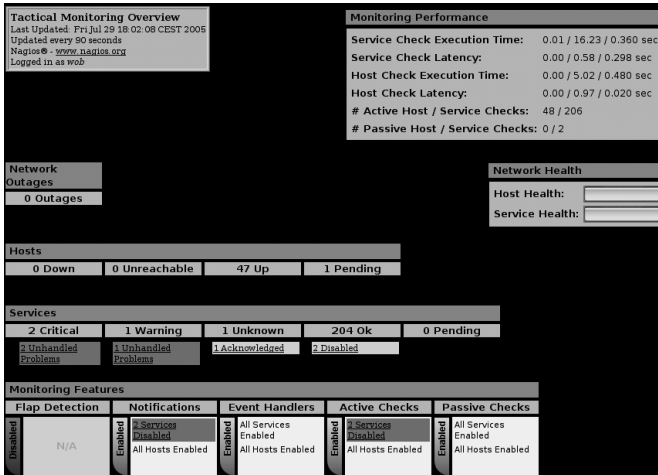 Tactical Monitoring Overview
Last Updated: Fri Jul 29 18:02:08 CEST 2005
Updated every 90 seconds
Nagios® - www.nagios.org
Logged in as wob
Monitoring Performance
Service Check Execution Time: 0.01 / 16.23 / 0.360 sec
Service Check Latency: 0.00 / 0.58 / 0.298 sec
Host Check Execution Time: 0.00 / 5.02 / 0.480 sec
Host Check Latency: 0.00 / 0.97 / 0.020 sec
# Active Host / Service Checks: 48 / 206
# Passive Host / Service Checks: 0 / 2
Network
Outages
0 Outages
Network Health
Host Health:
Service Health:
Hosts
0 Down 0 Unreachable 47 Up 1 Pending
Services
2 Critical 1 Warning 1 Unknown 204 Ok 0 Pending
2 Unhandled
Problems
1 Unhandled
Problems
1 Acknowledged
2 Disabled
Monitoring Features
Flap Detection Notifications Event Handlers Active Checks Passive Checks
Disabled
N/A
Enabled
2 Services
Disabled
All Hosts Enabled
Enabled
All Services
Enabled
All Hosts Enabled
Enabled
2 Services
Disabled
All Hosts Enabled
Enabled
All Services
Enabled
All Hosts Enabled